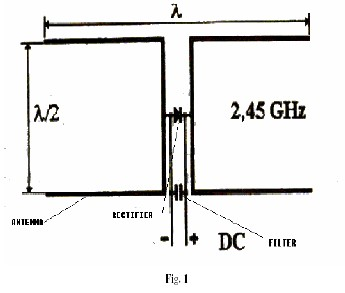 λ
λ/2
2,45 GHz
ANTENNA
RECTIFIER
- + DC
FILTER
Fig. 1